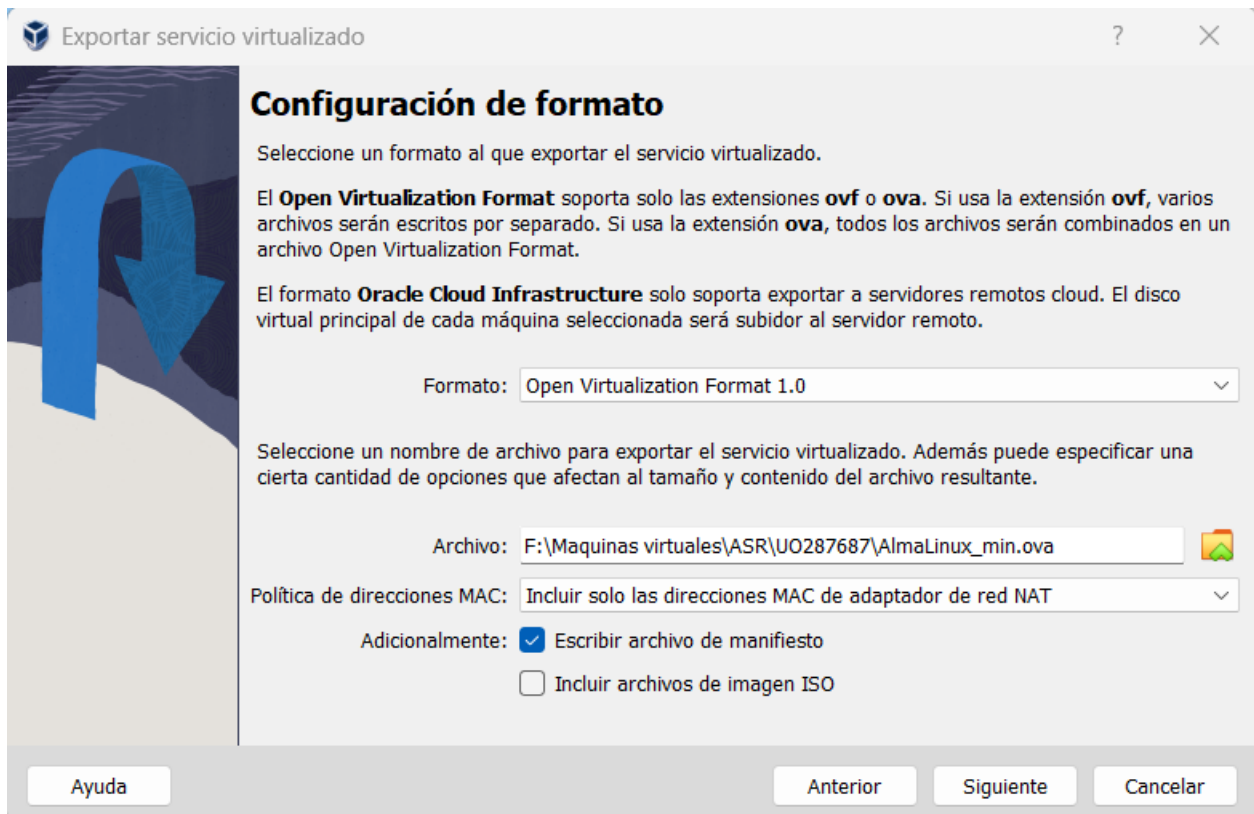 Exportar servicio virtualizado
?
Configuración de formato
Seleccione un formato al que exportar el servicio virtualizado.
El Open Virtualization Format soporta solo las extensiones ovf o ova. Si usa la extensión ovf, varios
archivos serán escritos por separado. Si usa la extensión ova, todos los archivos serán combinados en un
archivo Open Virtualization Format.
El formato Oracle Cloud Infrastructure solo soporta exportar a servidores remotos cloud. El disco
virtual principal de cada máquina seleccionada será subidor al servidor remoto.
Formato: Open Virtualization Format 1.0
Seleccione un nombre de archivo para exportar el servicio virtualizado. Además puede especificar una
cierta cantidad de opciones que afectan al tamaño y contenido del archivo resultante.
Archivo: F:\Maquinas virtuales\ASR\UO287687\AlmaLinux_min.ova
Política de direcciones MAC: Incluir solo las direcciones MAC de adaptador de red NAT
Adicionalmente: Escribir archivo de manifiesto
Incluir archivos de imagen ISO
Ayuda Anterior Siguiente Cancelar